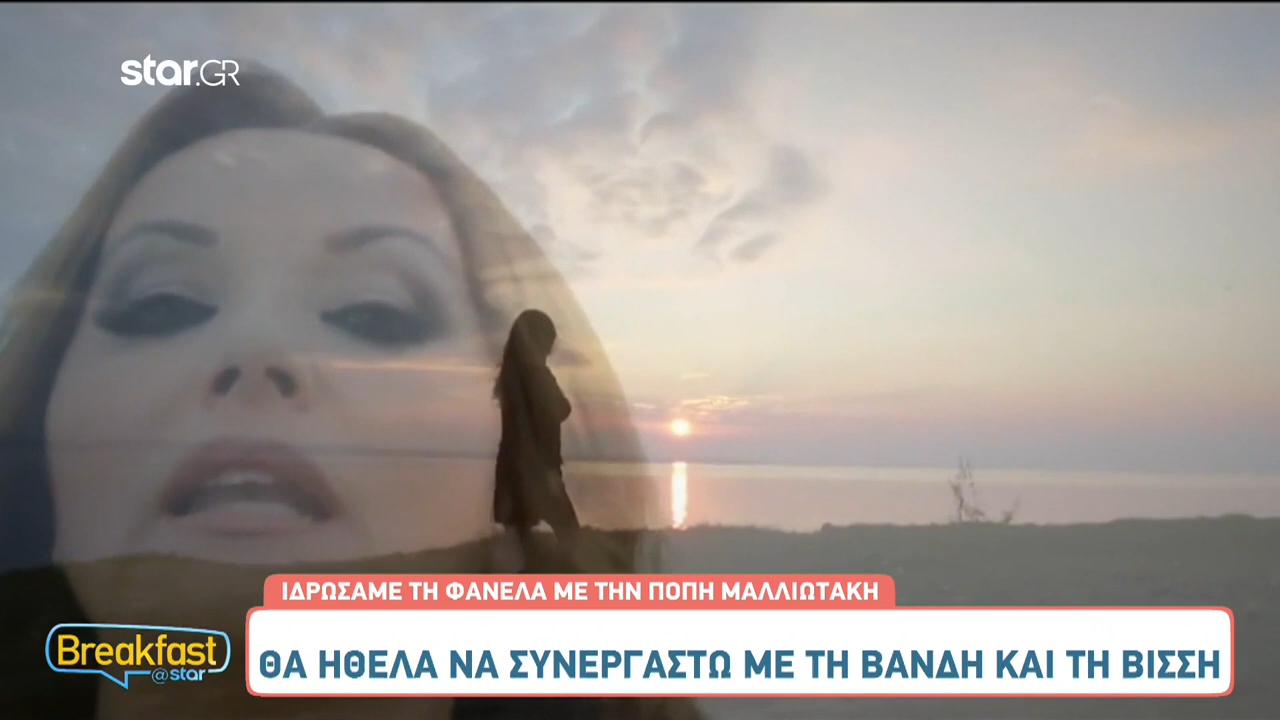 star.GR
ΙΔΡΩΣΑΜΕ ΤΗ ΦΑΝΕΛΑ ΜΕ ΤΗΝ ΠΟΠΗ ΜΑΛΛΙΩΤΑΚΗ
Breakfast
@star
ΘΑ ΗΘΕΛΑ ΝΑ ΣΥΝΕΡΓΑΣΤΩ ΜΕ ΤΗ ΒΑΝΔΗ ΚΑΙ ΤΗ ΒΙΣΣΗ